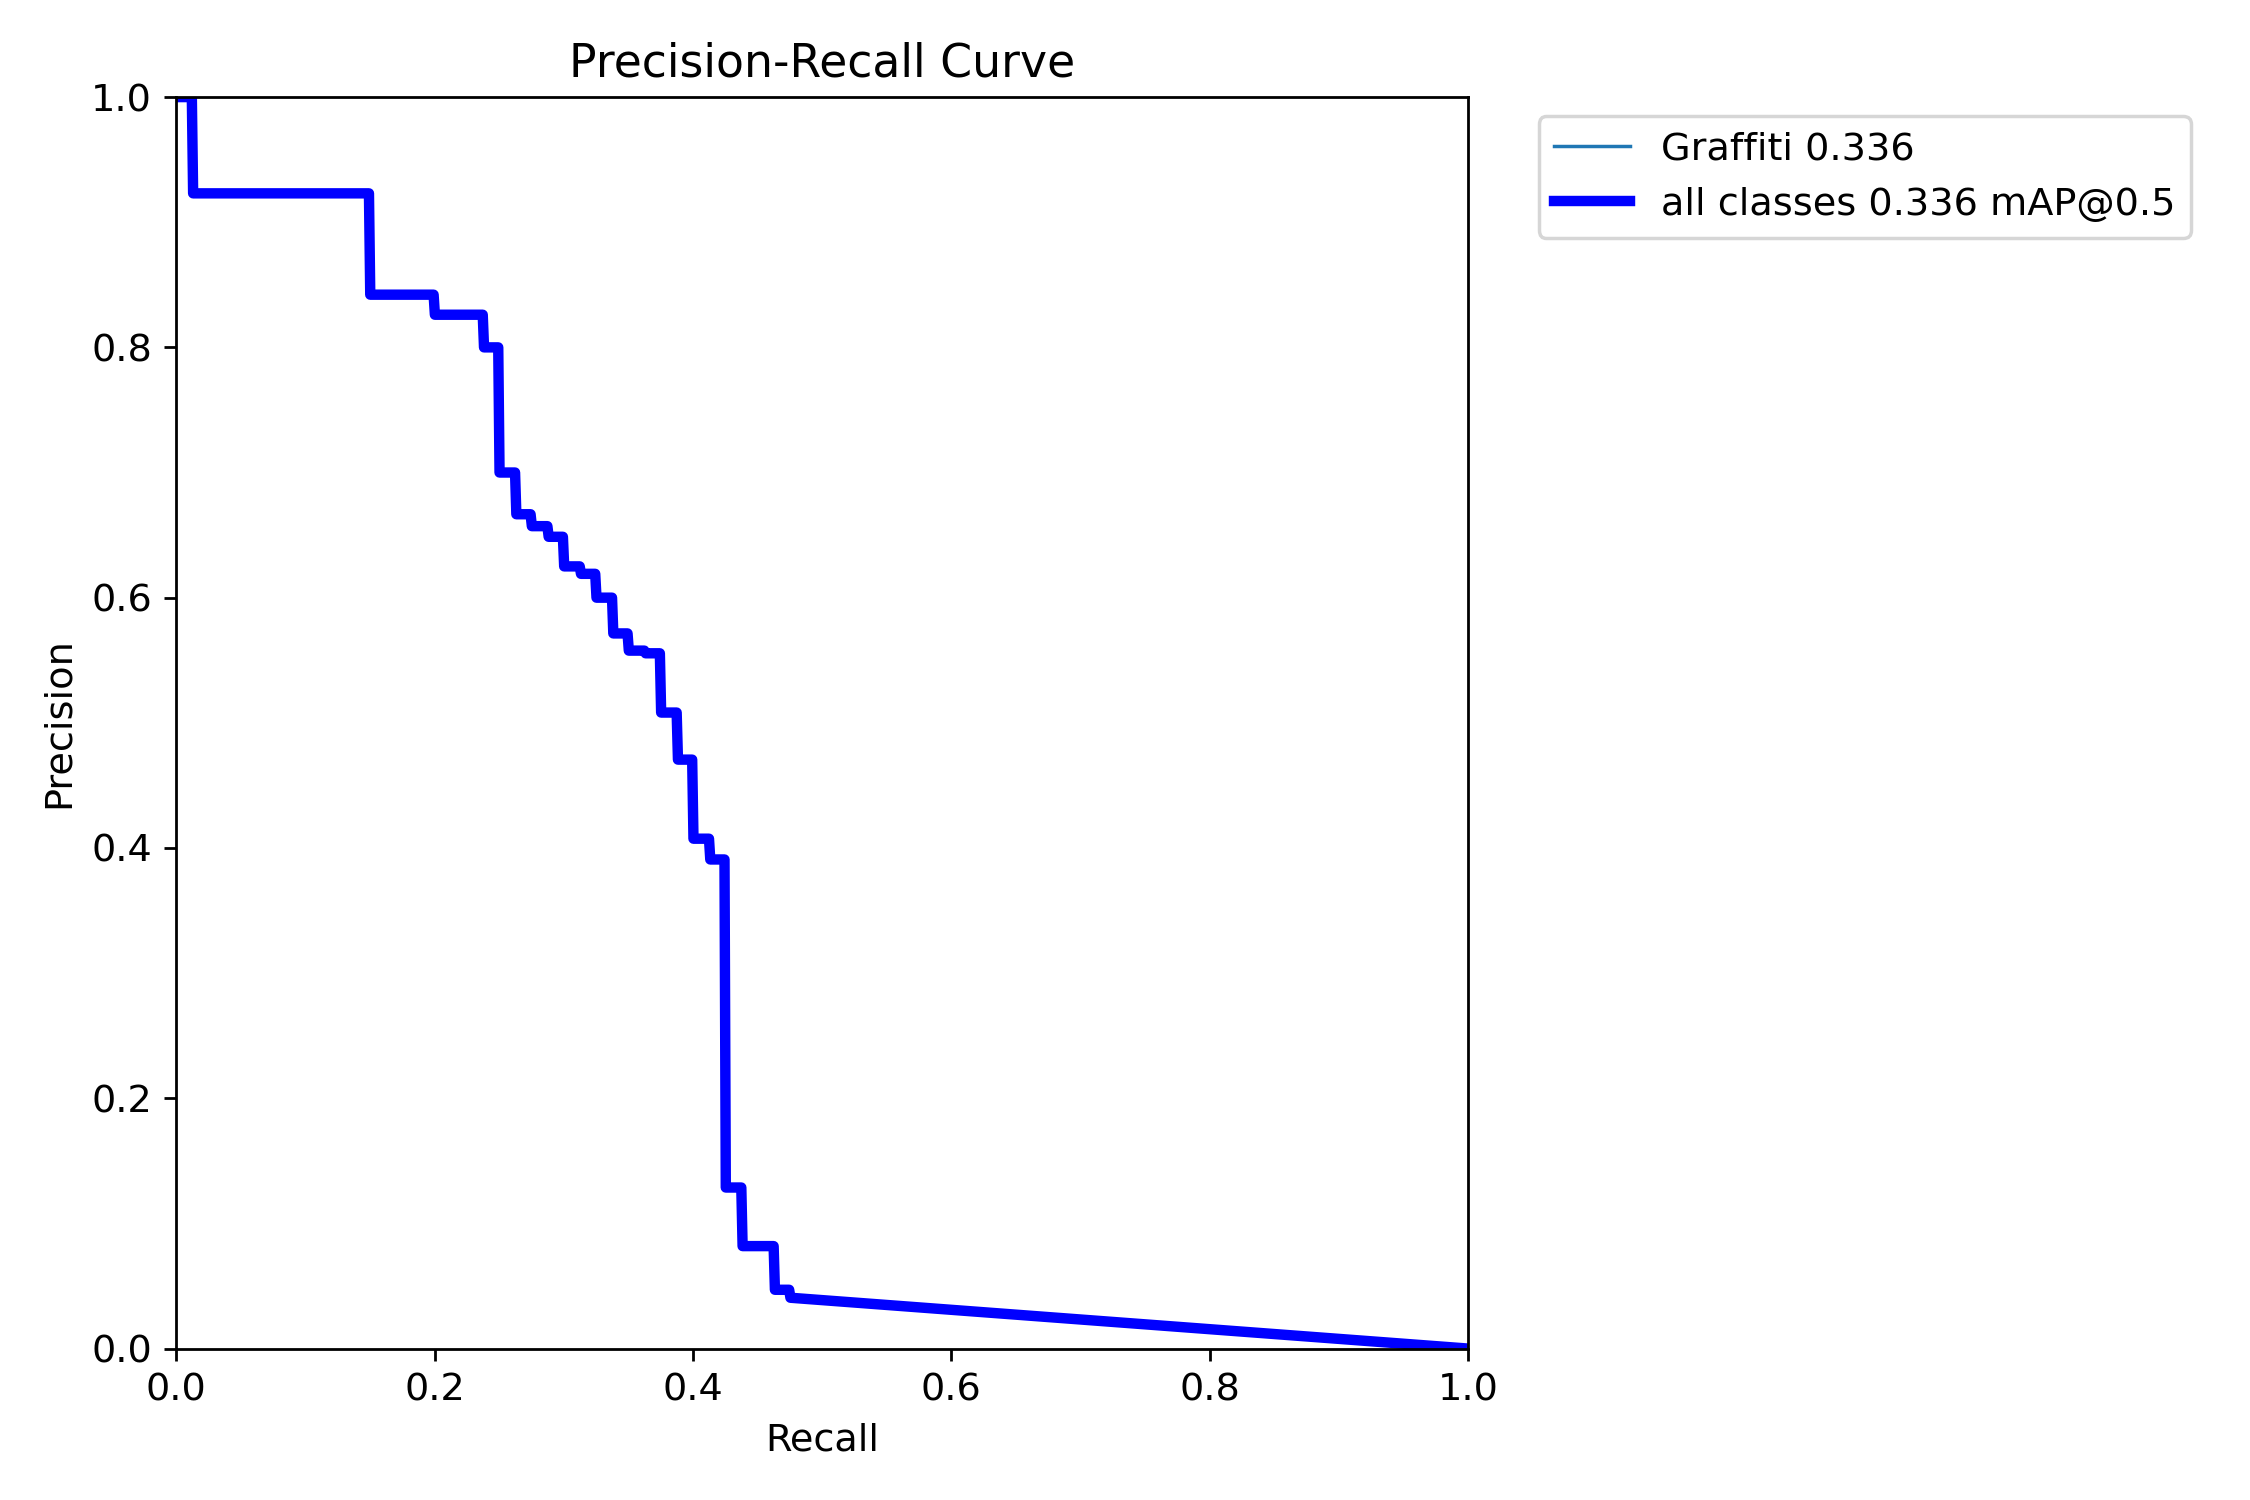 Precision-Recall Curve
1.0
0.8
0.6
0.4
0.2
0.0
Precision
0.0 0.2 0.4 0.6 0.8 1.0
Recall
Graffiti 0.336
all classes 0.336 mAP@0.5